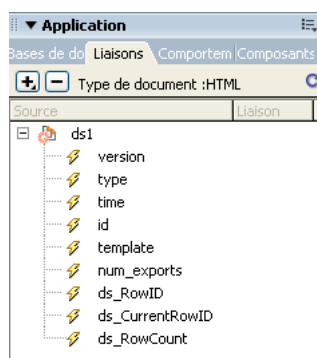 ▼ Application
Bases de do Liaisons Comportem Composants
Type de document :HTML
Source Liaison
ds1
version
type
time
id
template
num_exports
ds_RowID
ds_CurrentRowID
ds_RowCount